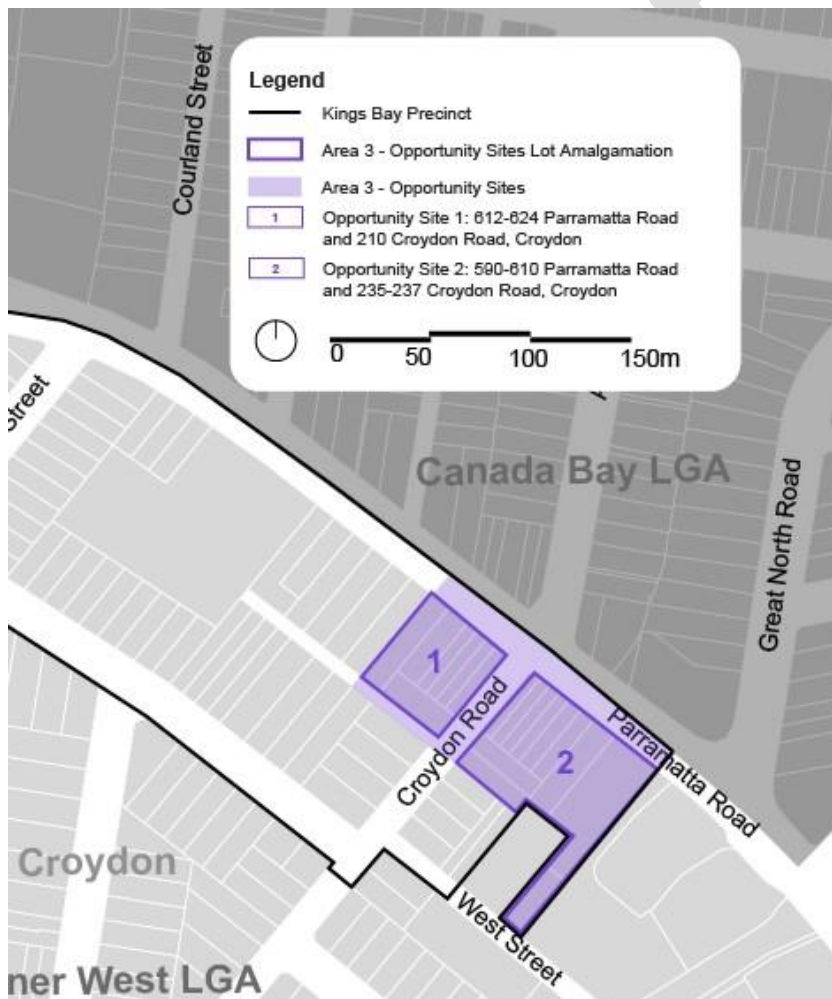 Legend
Kings Bay Precinct
Area 3 - Opportunity Sites Lot Amalgamation
Area 3 - Opportunity Sites
1
Opportunity Site 1: 612-624 Parramatta Road
and 210 Croydon Road, Croydon
2
Opportunity Site 2: 590-610 Parramatta Road
and 235-237 Croydon Road, Croydon
0 50 100 150m
Courland Street
Street
Canada Bay LGA
Great North Road
1
Croydon Road
2
Parramatta Road
Croydon
West Street
ner West LGA